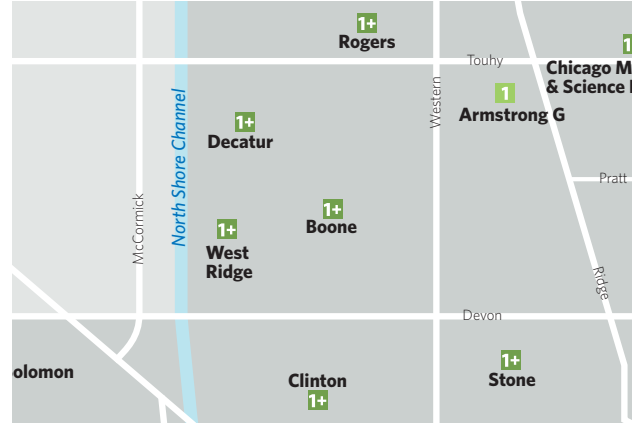 1+
Rogers
Touhy
1
Chicago M
& Science
1
Armstrong G
Western
North Shore Channel
1+
Decatur
Pratt
McCormick
1+
Boone
1+
West
Ridge
Ridge
Devon
olomon
Clinton
1+
1+
Stone